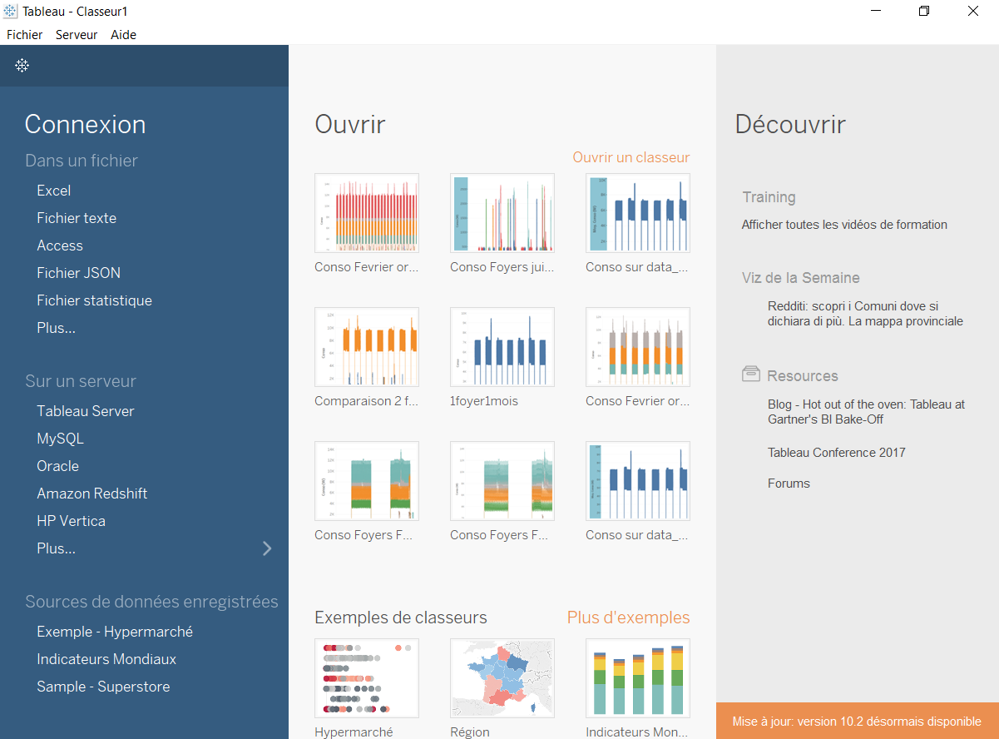 Tableau - Classeur1
Fichier Serveur Aide
Connexion
Dans un fichier
Excel
Fichier texte
Access
Fichier JSON
Fichier statistique
Plus...
Sur un serveur
Tableau Server
MySQL
Oracle
Amazon Redshift
HP Vertica
Plus...
Sources de données enregistrées
Exemple - Hypermarché
Indicateurs Mondiaux
Sample - Superstore
Ouvrir
Ouvrir un classeur
Conso Fevrier or...
Conso Foyers jui...
Conso sur data_...
Comparaison 2 f...
1foyer1mois
Conso Fevrier or...
Conso Foyers F...
Conso Foyers F...
Conso sur data_...
Exemples de classeurs
Plus d'exemples
Hypermarché
Région
Indicateurs Mon...
Découvrir
Training
Afficher toutes les vidéos de formation
Viz de la Semaine
Redditi: scopri i Comuni dove si
dichiara di più. La mappa provinciale
Resources
Blog - Hot out of the oven: Tableau at
Gartner's BI Bake-Off
Tableau Conference 2017
Forums
Mise à jour: version 10.2 désormais disponible